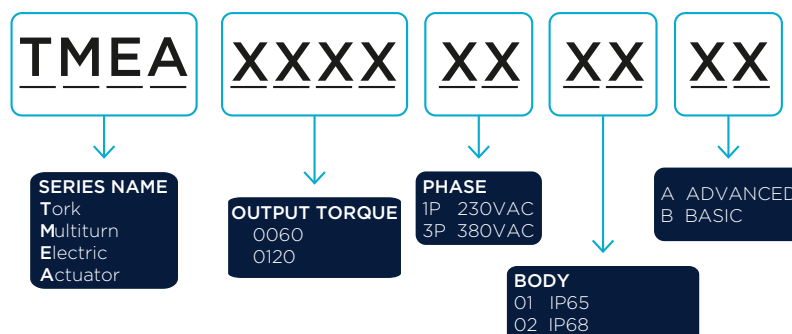 TMEA XXXX XX XX XX
SERIES NAME
Tork
Multiturn
Electric
Actuator
OUTPUT TORQUE
0060
0120
PHASE
1P 230VAC
3P 380VAC
BODY
01 IP65
02 IP68
A ADVANCED
B BASIC